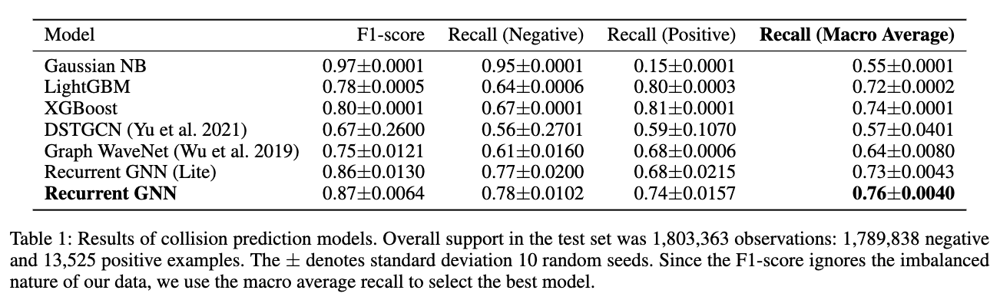 Model F1-score Recall (Negative) Recall (Positive) Recall (Macro Average)
Gaussian NB 0.97±0.0001 0.95±0.0001 0.15±0.0001 0.55±0.0001
LightGBM 0.78±0.0005 0.64±0.0006 0.80±0.0003 0.72±0.0002
XGBoost 0.80±0.0001 0.67±0.0001 0.81±0.0001 0.74±0.0001
DSTGCN (Yu et al. 2021) 0.67±0.2600 0.56±0.2701 0.59±0.1070 0.57±0.0401
Graph WaveNet (Wu et al. 2019) 0.75±0.0121 0.61±0.0160 0.68±0.0006 0.64±0.0080
Recurrent GNN (Lite) 0.86±0.0130 0.77±0.0200 0.68±0.0215 0.73±0.0043
Recurrent GNN 0.87±0.0064 0.78±0.0102 0.74±0.0157 0.76±0.0040
Table 1: Results of collision prediction models. Overall support in the test set was 1,803,363 observations: 1,789,838 negative
and 13,525 positive examples. The ± denotes standard deviation 10 random seeds. Since the F1-score ignores the imbalanced
nature of our data, we use the macro average recall to select the best model.